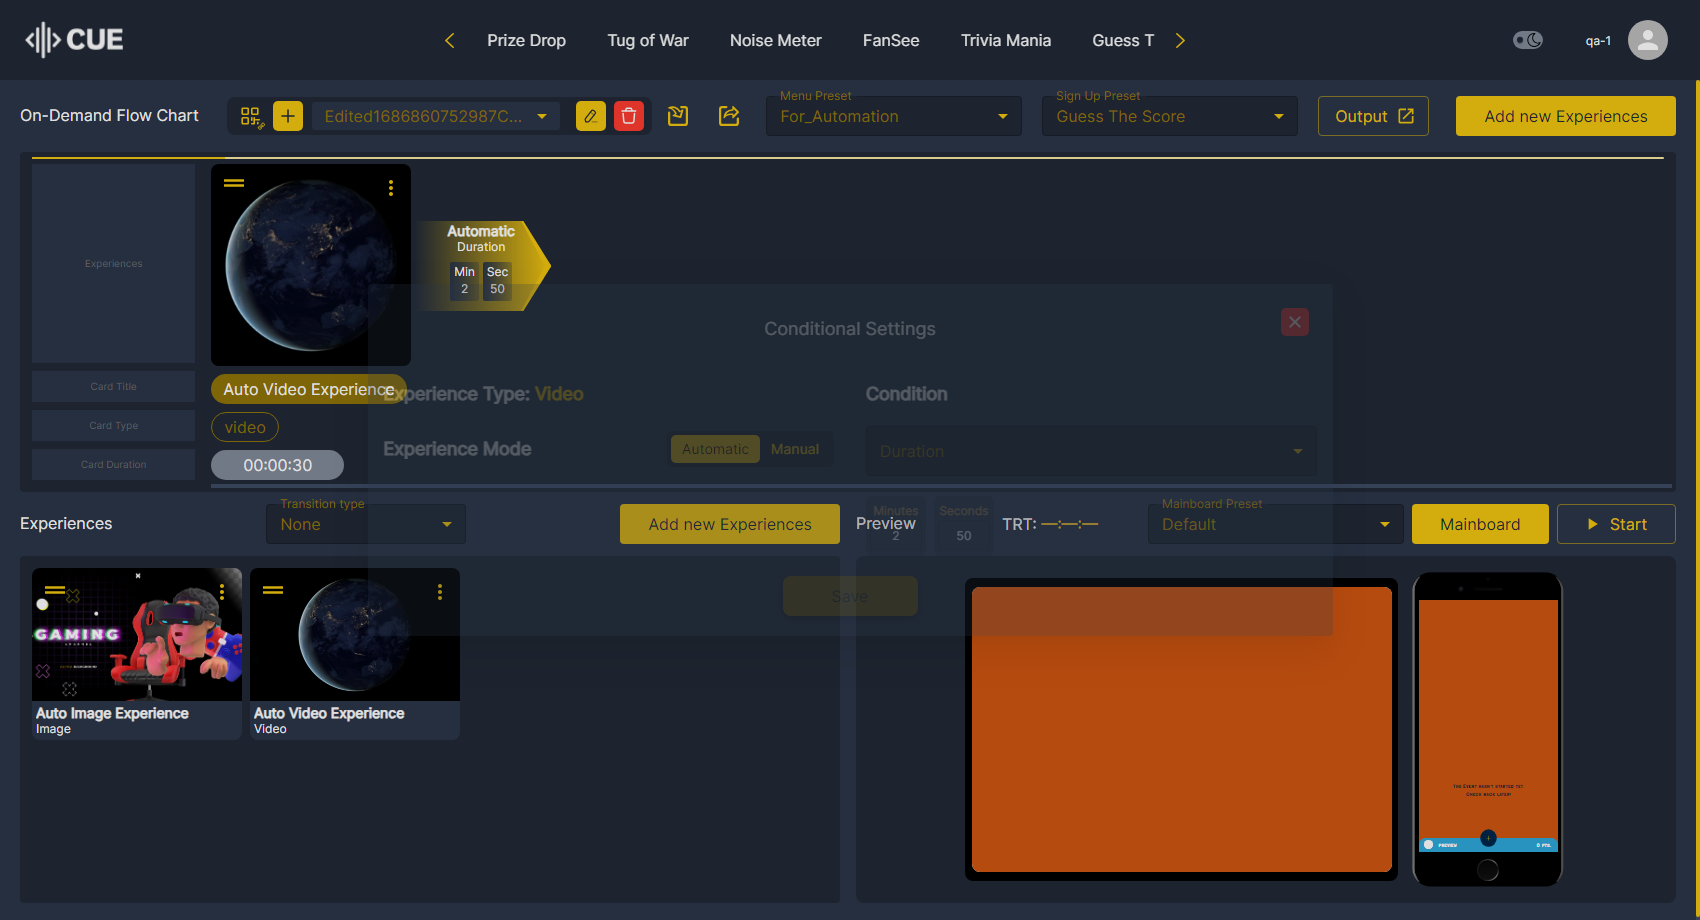 CUE
Prize Drop
Tug of War
Noise Meter
FanSee
Trivia Mania
Guess T
qa-1
On-Demand Flow Chart
Edited1686860752987C...
Menu Preset
For_Automation
Sign Up Preset
Guess The Score
Output
Add new Experiences
Experiences
Automatic
Duration
Min
Sec
2
50
Conditional Settings
Card Title
Auto Video Experience
Experience Type: Video
Condition
Card Type
video
Experience Mode
Automatic
Manual
Duration
Card Duration
00:00:30
Experiences
Transition type
None
Add new Experiences
Preview
Minutes
2
Seconds
50
TRT: —:—:—
Mainboard Preset
Default
Mainboard
Start
Save
GAMING
Auto Image Experience
Image
Auto Video Experience
Video
The Event hasn't started yet.
Check back later!
PREVIEW
0 PTS.